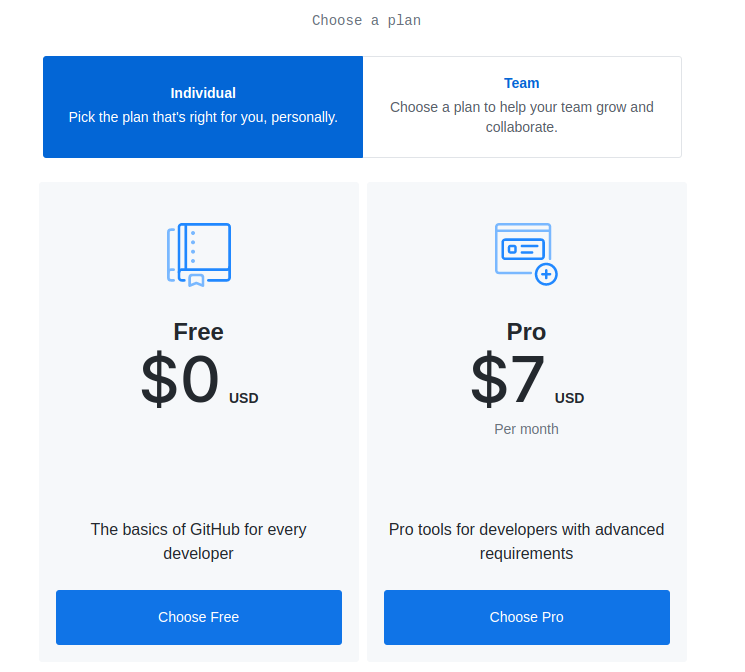 Choose a plan
Individual
Pick the plan that's right for you, personally.
Team
Choose a plan to help your team grow and
collaborate.
Free
$0 USD
The basics of GitHub for every
developer
Choose Free
Pro
$7 USD
Per month
Pro tools for developers with advanced
requirements
Choose Pro